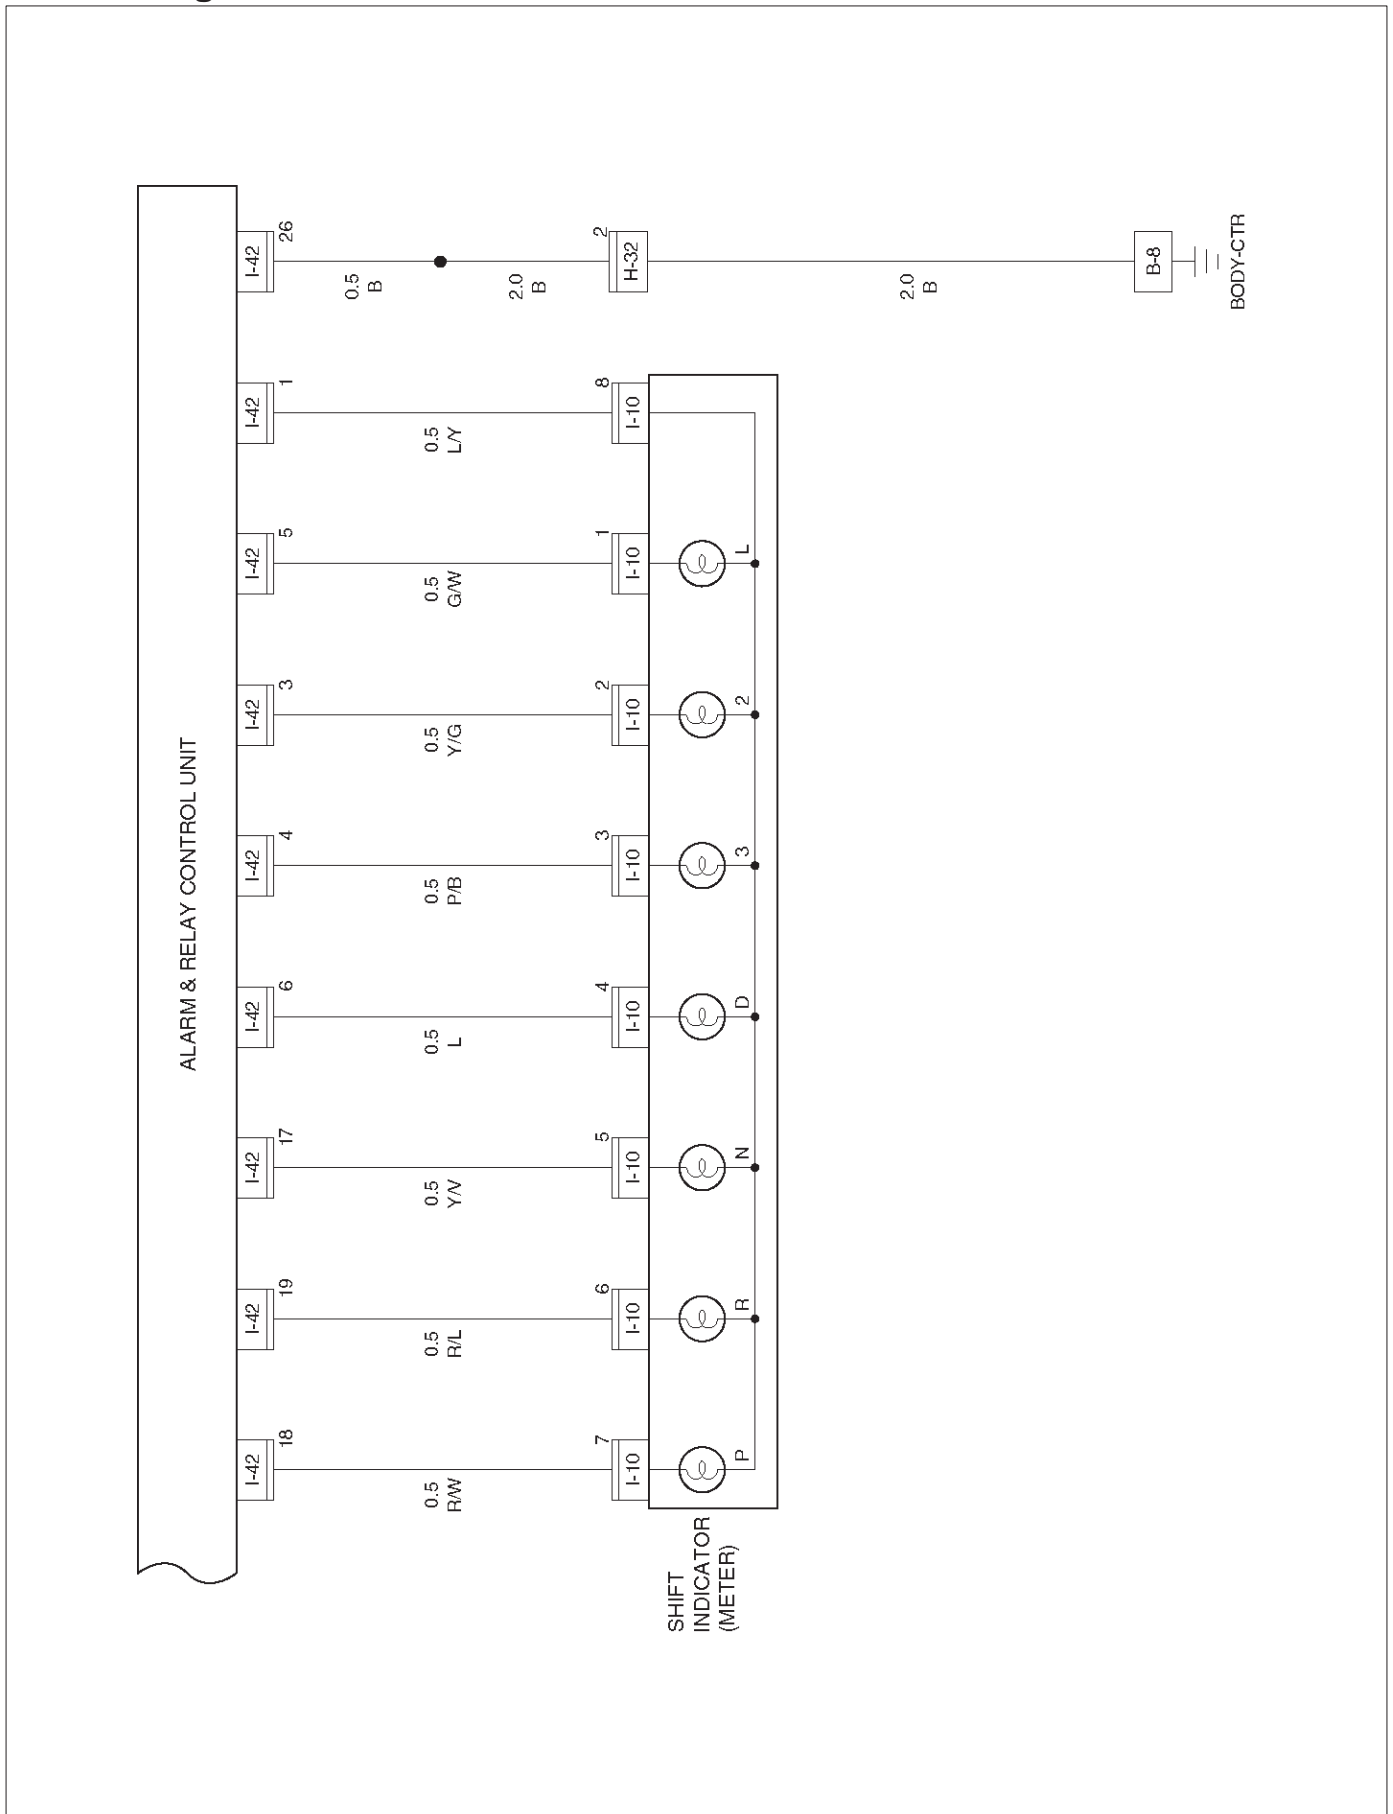 ALARM & RELAY CONTROL UNIT
I-42 I-42 I-42 I-42 I-42 I-42 I-42 I-42 I-42
18 19 17 6 4 3 5 1 26
0.5
B
0.5 0.5 0.5 0.5 0.5 0.5 0.5 0.5
R/W R/L Y/V L P/B Y/G G/W L/Y
2.0
B
7 6 5 4 3 2 1 8 2
I-10 I-10 I-10 I-10 I-10 I-10 I-10 I-10 H-32
SHIFT
INDICATOR
(METER)
P R N D 3 2 L
2.0
B
B-8
BODY-CTR